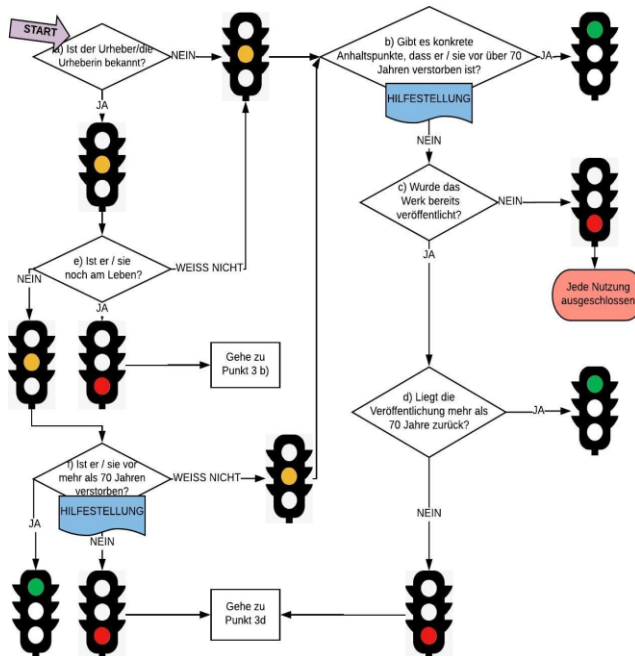 START
a) Ist der Urheber/die
Urheberin bekannt?
NEIN
JA
b) Gibt es konkrete
Anhaltspunkte, dass er / sie vor über 70
Jahren verstorben ist?
JA
HILFESTELLUNG
NEIN
c) Wurde das
Werk bereits
veröffentlicht?
NEIN
JA
Jede Nutzung
ausgeschlossen
e) Ist er / sie
noch am Leben?
WEISS NICHT
NEIN
JA
Gehe zu
Punkt 3 b)
d) Liegt die
Veröffentlichung mehr als
70 Jahre zurück?
JA
NEIN
f) Ist er / sie vor
mehr als 70 Jahren
verstorben?
WEISS NICHT
HILFESTELLUNG
JA
NEIN
Gehe zu
Punkt 3d